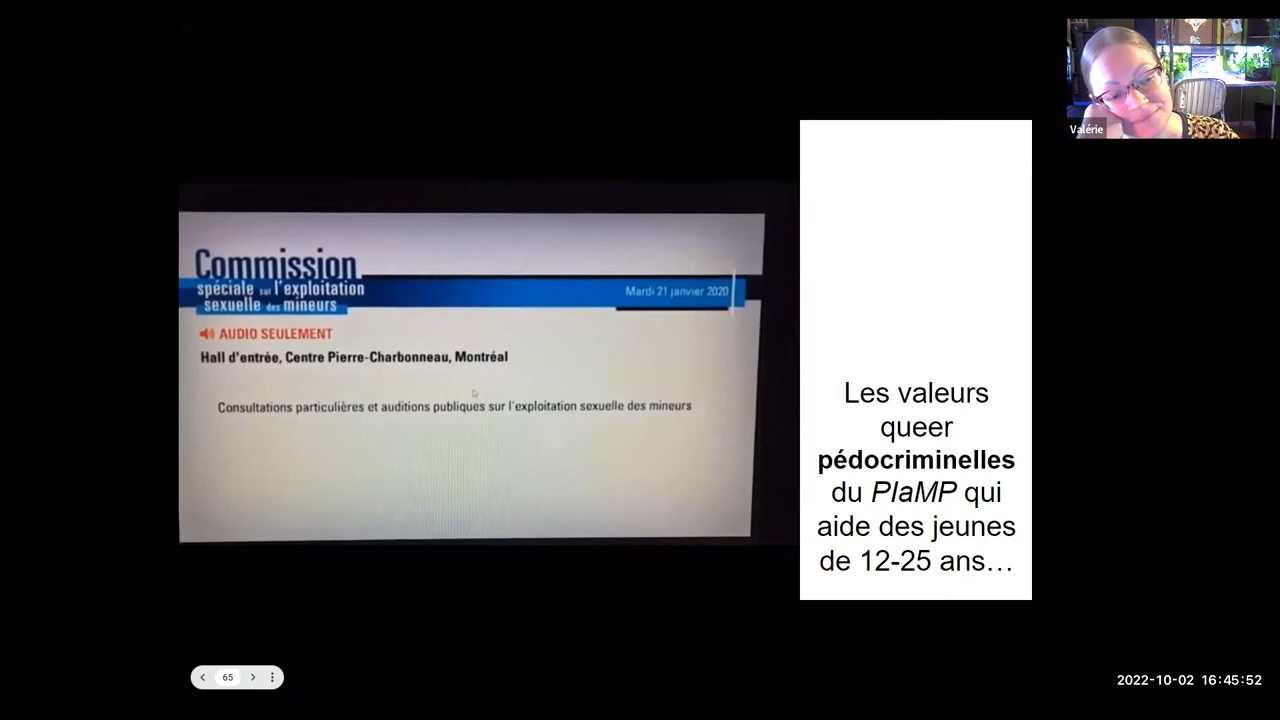 Commission
spéciale sur l'exploitation
sexuelle des mineurs
Mardi 21 janvier 2020
AUDIO SEULEMENT
Hall d'entrée, Centre Pierre-Charbonneau, Montréal
Consultations particulières et auditions publiques sur l'exploitation sexuelle des mineurs
Les valeurs
queer
pédocriminelles
du PIaMP qui
aide des jeunes
de 12-25 ans…
Valérie
65
2022-10-02 16:45:52